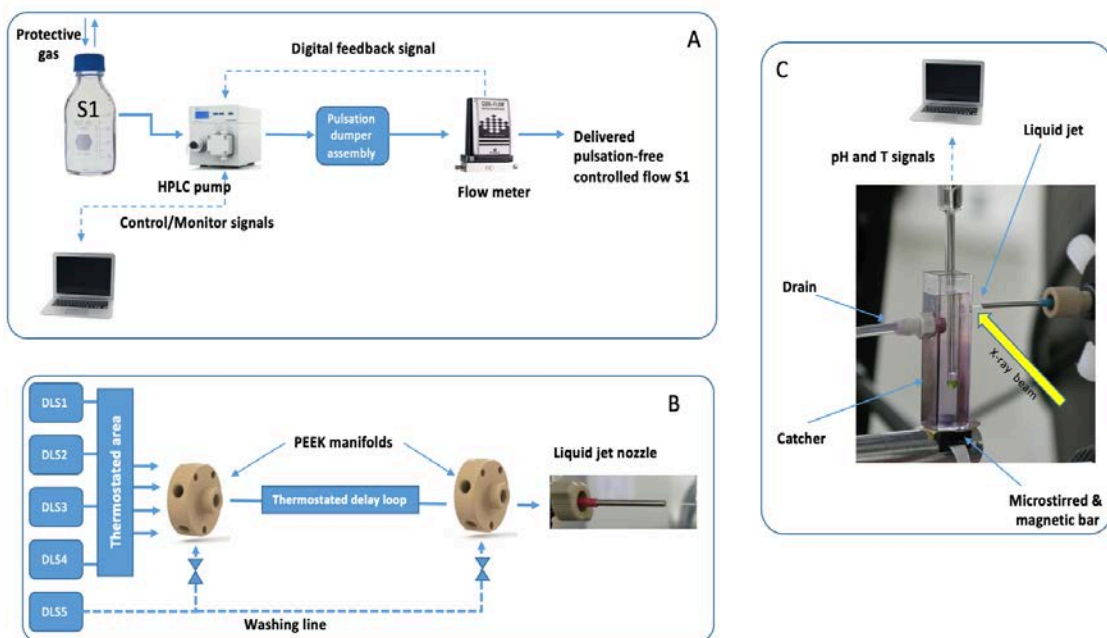 A
Protective
gas
S1
Digital feedback signal
HPLC pump
Pulsation
dumper
assembly
Flow meter
Delivered
pulsation-free
controlled flow S1
Control/Monitor signals
B
DLS1
DLS2
DLS3
DLS4
DLS5
Thermostated area
PEEK manifolds
Thermostated delay loop
Liquid jet nozzle
Washing line
C
pH and T signals
Liquid jet
Drain
X-ray beam
Catcher
Microstirred &
magnetic bar